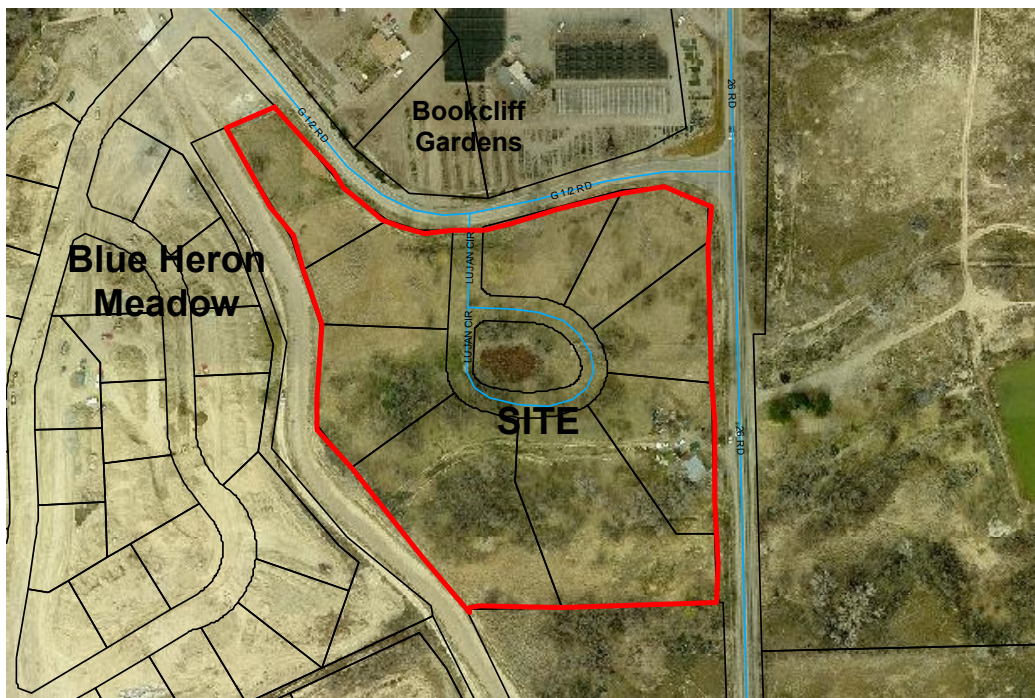 26 RD
G 1/2 RD
Bookcliff
Gardens
G 1/2 RD
LUJAN CIR
Blue Heron
Meadow
LUJAN CIR
SITE
26 RD